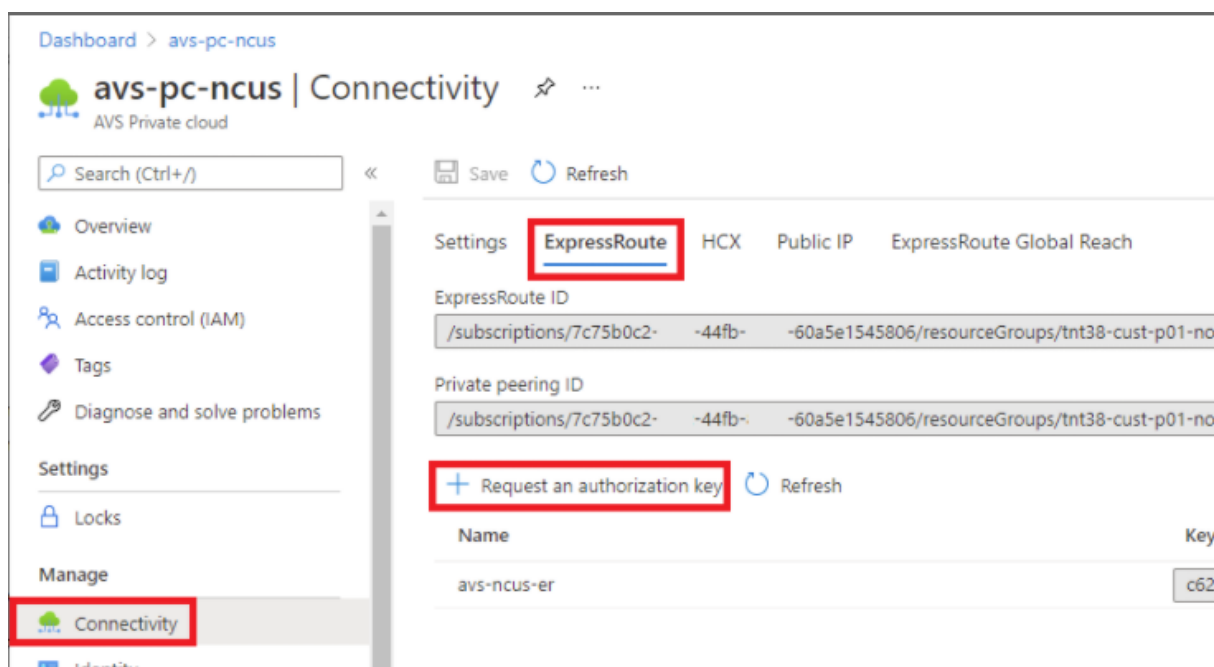 Dashboard > avs-pc-ncus
avs-pc-ncus | Connectivity ...
AVS Private cloud
Search (Ctrl+/) «
Save Refresh
Overview
Activity log
Access control (IAM)
Tags
Diagnose and solve problems
Settings
Locks
Manage
Connectivity
Identity
Settings ExpressRoute HCX Public IP ExpressRoute Global Reach
ExpressRoute ID
/subscriptions/7c75b0c2- -44fb- -60a5e1545806/resourceGroups/tnt38-cust-p01-no
Private peering ID
/subscriptions/7c75b0c2- -44fb- -60a5e1545806/resourceGroups/tnt38-cust-p01-no
+ Request an authorization key Refresh
Name Key
avs-ncus-er c62